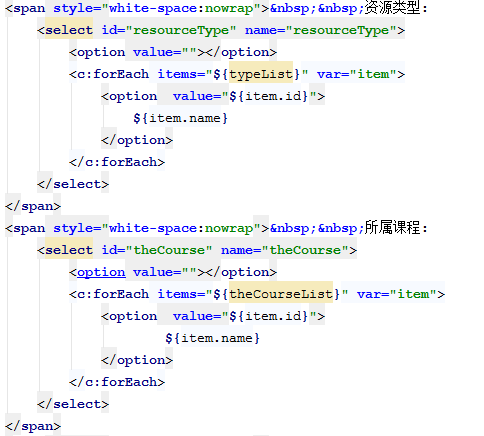 <span style="white-space:nowrap">&nbsp;&nbsp;资源类型：
<select id="resourceType" name="resourceType">
<option value=""></option>
<c:forEach items="${typeList}" var="item">
<option  value="${item.id}">
${item.name}
</option>
</c:forEach>
</select>
</span>
<span style="white-space:nowrap">&nbsp;&nbsp;所属课程：
<select id="theCourse" name="theCourse">
<option value=""></option>
<c:forEach items="${theCourseList}" var="item">
<option  value="${item.id}">
${item.name}
</option>
</c:forEach>
</select>
</span>